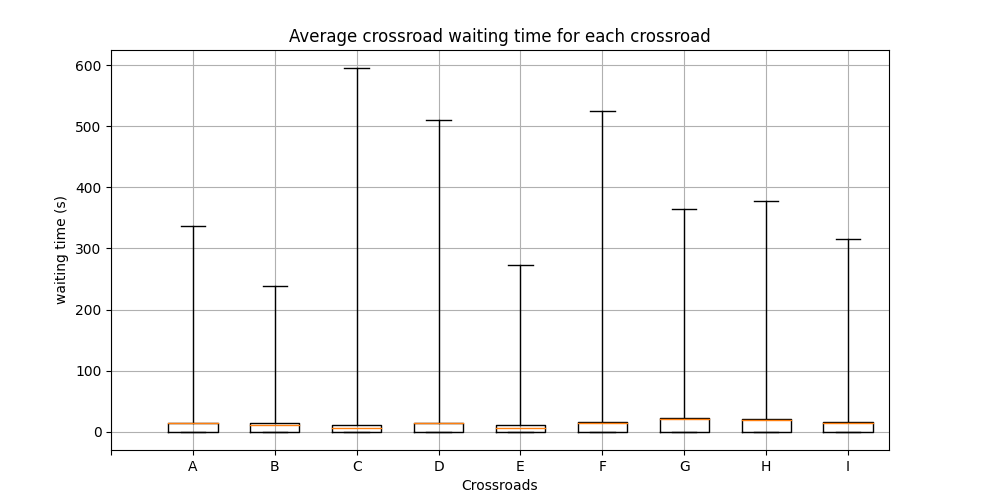 Average crossroad waiting time for each crossroad
600
500
400
300
200
100
0
waiting time (s)
A B C D E F G H I
Crossroads